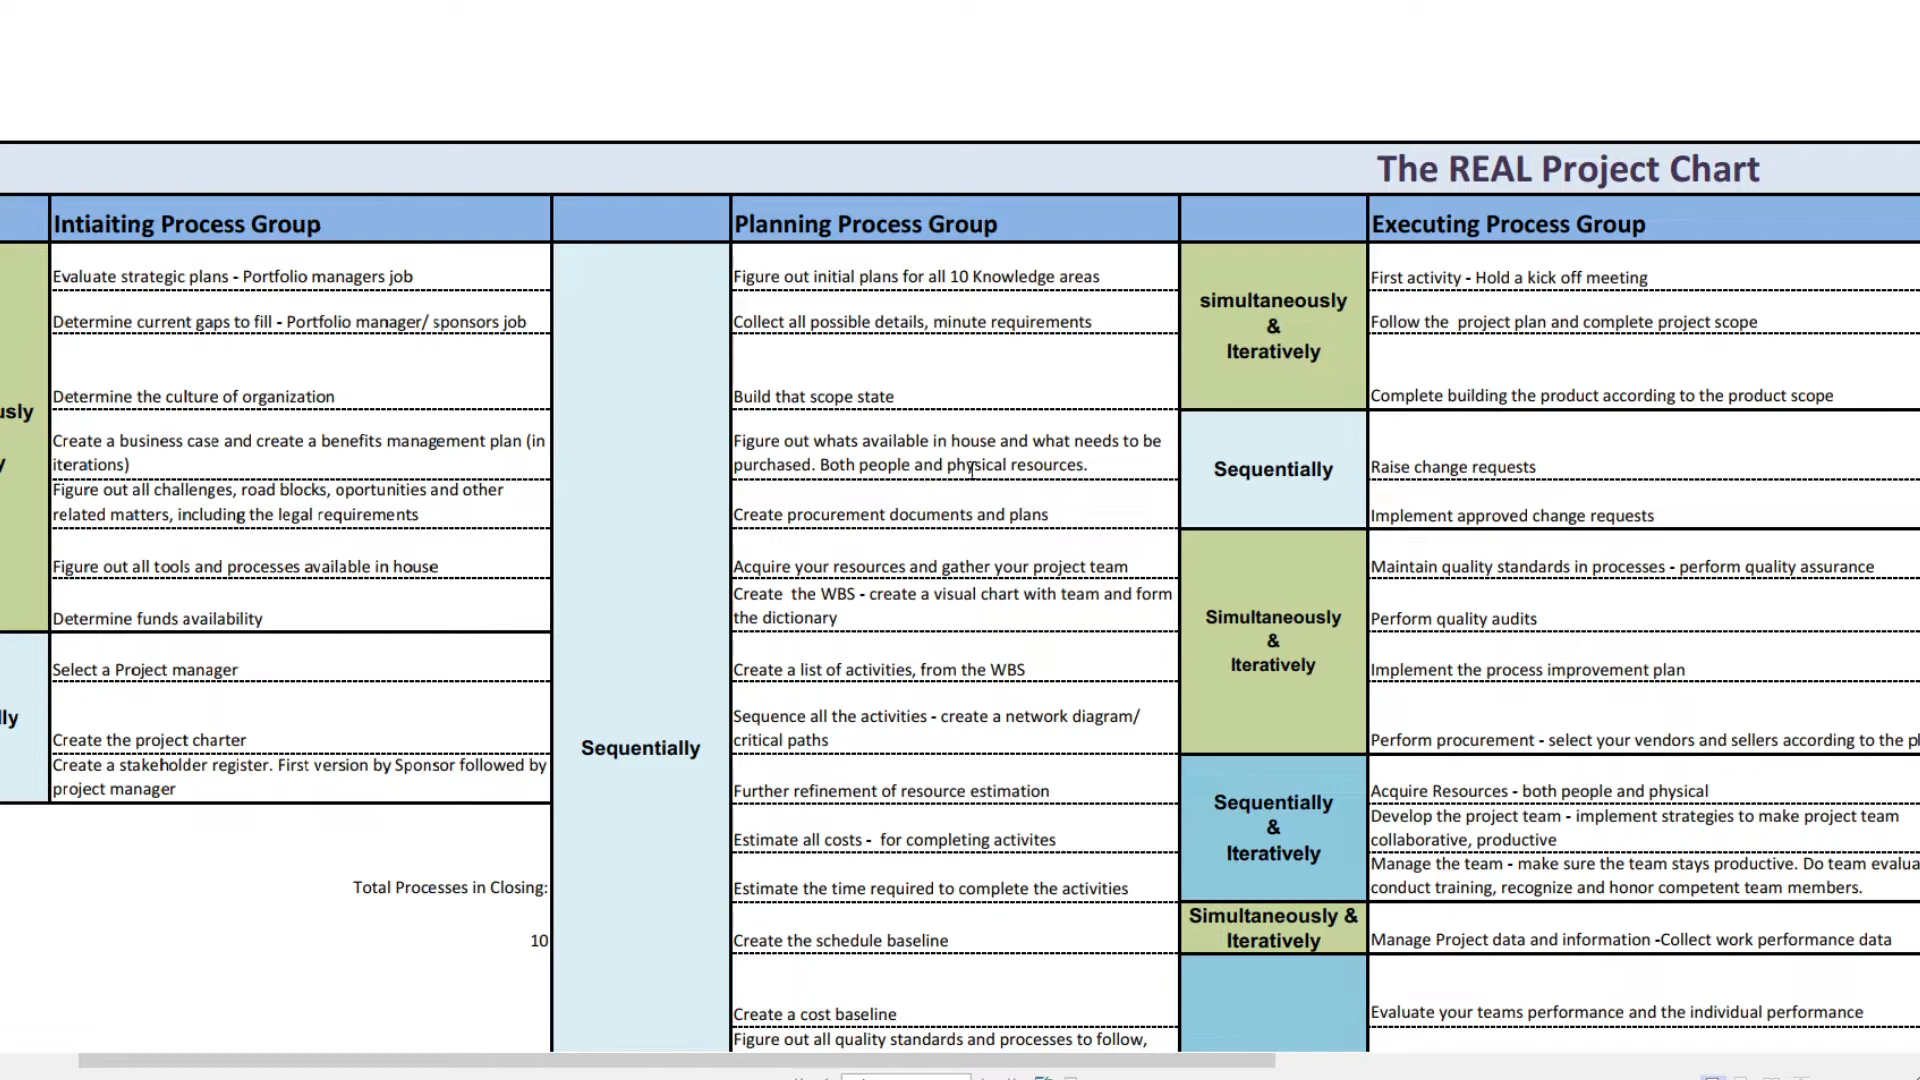 The REAL Project Chart
Intiaiting Process Group
Planning Process Group
Executing Process Group
usly
y
Evaluate strategic plans - Portfolio managers job
Determine current gaps to fill - Portfolio manager/ sponsors job
Determine the culture of organization
Create a business case and create a benefits management plan (in
iterations)
Figure out all challenges, road blocks, oportunities and other
related matters, including the legal requirements
Figure out all tools and processes available in house
Determine funds availability
lly
Select a Project manager
Create the project charter
Create a stakeholder register. First version by Sponsor followed by
project manager
Total Processes in Closing:
10
Sequentially
Figure out initial plans for all 10 Knowledge areas
Collect all possible details, minute requirements
Build that scope state
Figure out whats available in house and what needs to be
purchased. Both people and physical resources.
Create procurement documents and plans
Acquire your resources and gather your project team
Create  the WBS - create a visual chart with team and form
the dictionary
Create a list of activities, from the WBS
Sequence all the activities - create a network diagram/
critical paths
Further refinement of resource estimation
Estimate all costs -  for completing activites
Estimate the time required to complete the activities
Create the schedule baseline
Create a cost baseline
Figure out all quality standards and processes to follow,
simultaneously
&
Iteratively
First activity - Hold a kick off meeting
Follow the  project plan and complete project scope
Complete building the product according to the product scope
Sequentially
Raise change requests
Implement approved change requests
Simultaneously
&
Iteratively
Maintain quality standards in processes - perform quality assurance
Perform quality audits
Implement the process improvement plan
Perform procurement - select your vendors and sellers according to the pl
Sequentially
&
Iteratively
Acquire Resources - both people and physical
Develop the project team - implement strategies to make project team
collaborative, productive
Manage the team - make sure the team stays productive. Do team evalua
conduct training, recognize and honor competent team members.
Simultaneously &
Iteratively
Manage Project data and information -Collect work performance data
Evaluate your teams performance and the individual performance